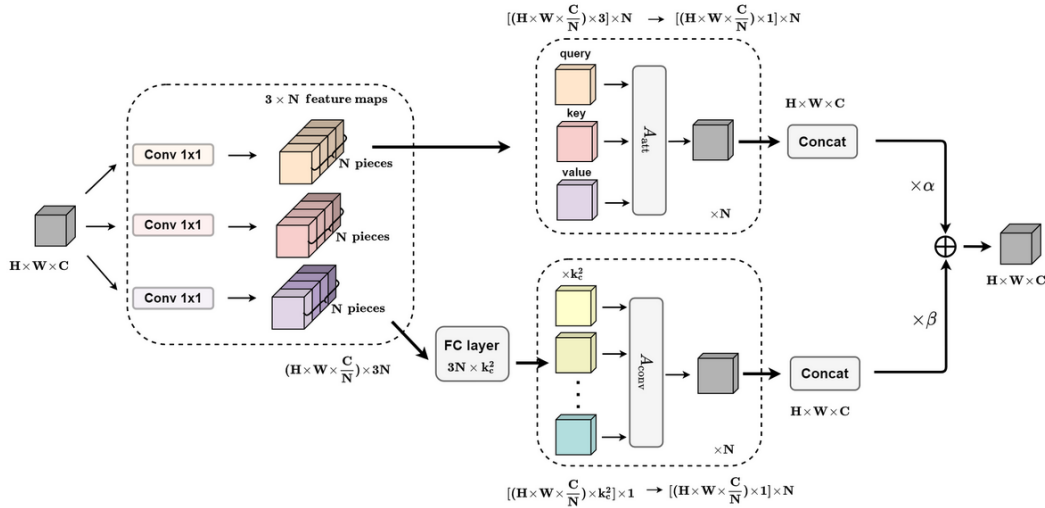 [(H×W×C/N)×3]×N → [(H×W×C/N)×1]×N
query
3 × N feature maps
key
H×W×C
Conv 1x1
N pieces
A_att
Concat
value
×α
Conv 1x1
N pieces
×N
H×W×C
×k_c^2
H×W×C
Conv 1x1
N pieces
×β
FC layer
3N × k_c^2
(H×W×C/N)×3N
A_conv
Concat
H×W×C
×N
[(H×W×C/N)×k_c^2]×1 → [(H×W×C/N)×1]×N